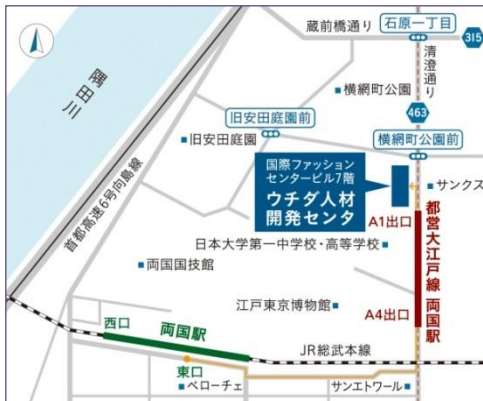 蔵前橋通り
石原一丁目
315
清澄通り
隅田川
横網町公園
463
旧安田庭園前
旧安田庭園
横網町公園前
国際ファッション
センタービル7階
ウチダ人材
開発センタ
サンクス
首都高速6号向島線
A1出口
日本大学第一中学校・高等学校
都営大江戸線 両国駅
両国国技館
江戸東京博物館
A4出口
西口
両国駅
JR総武本線
東口
ベローチェ
サンエトワール